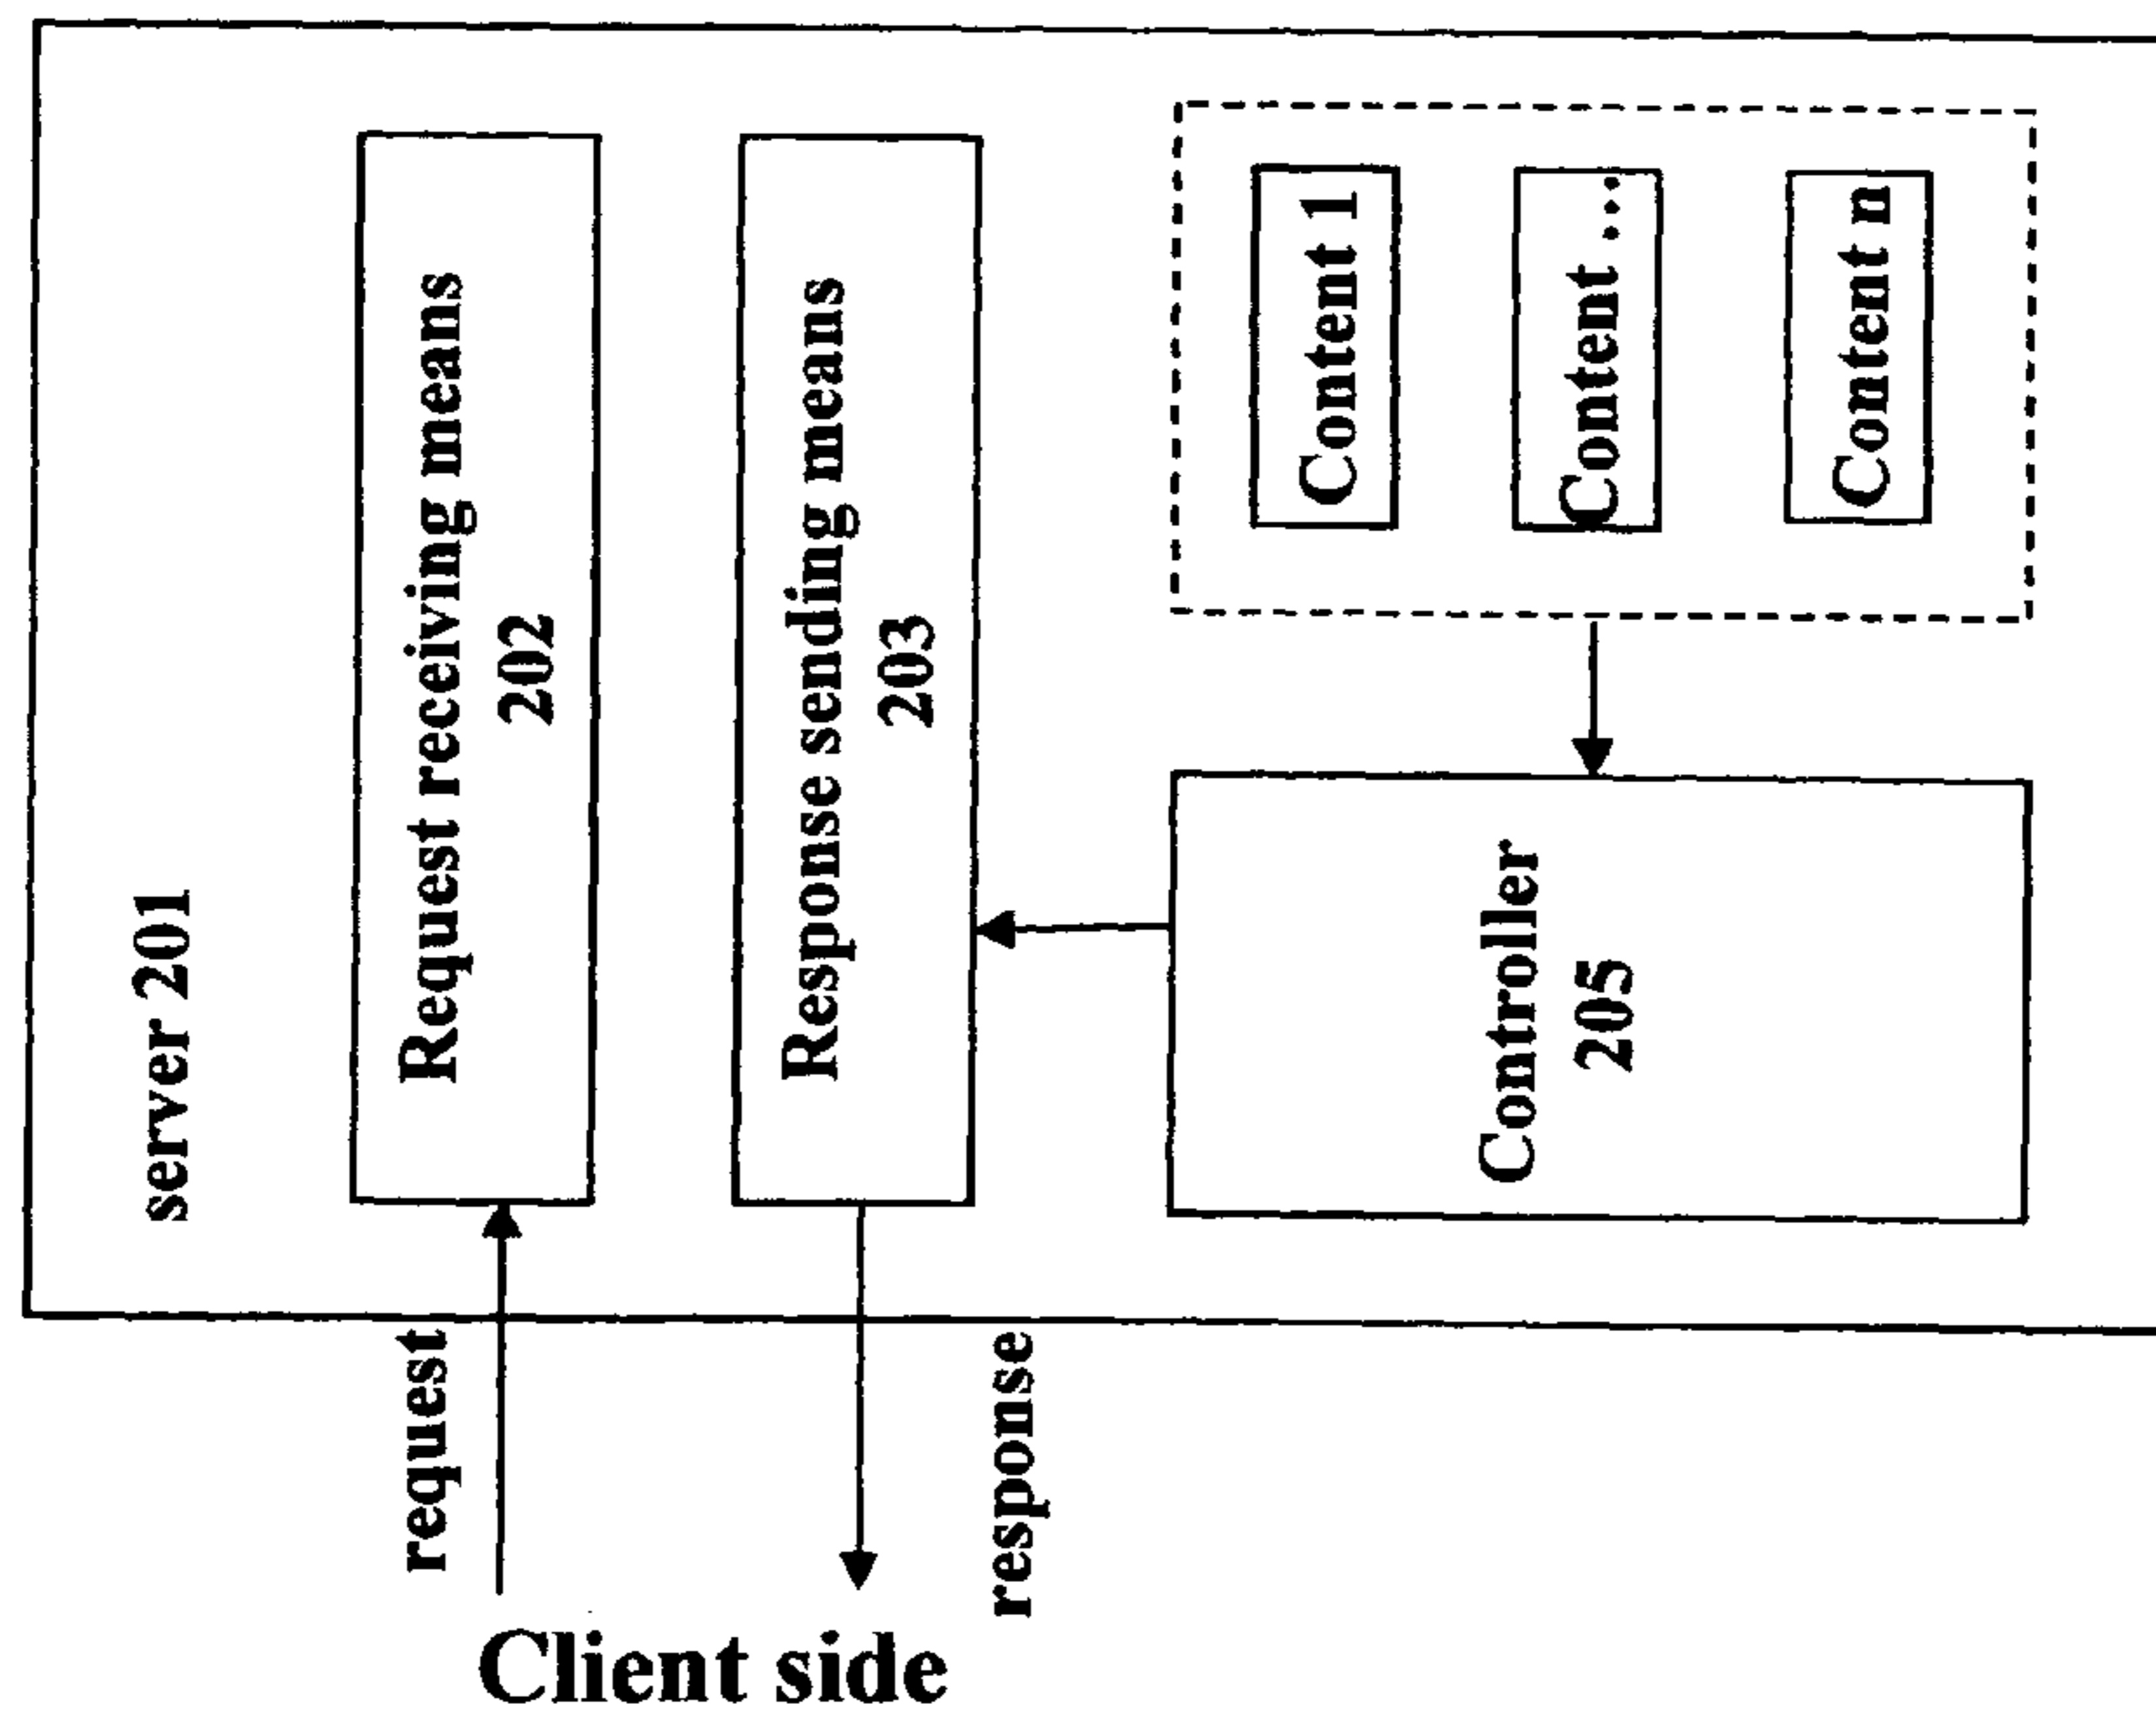 server 201
Request receiving means
202
Response sending means
203
Content 1
Content ...
Content n
Controller
205
request
response
Client side